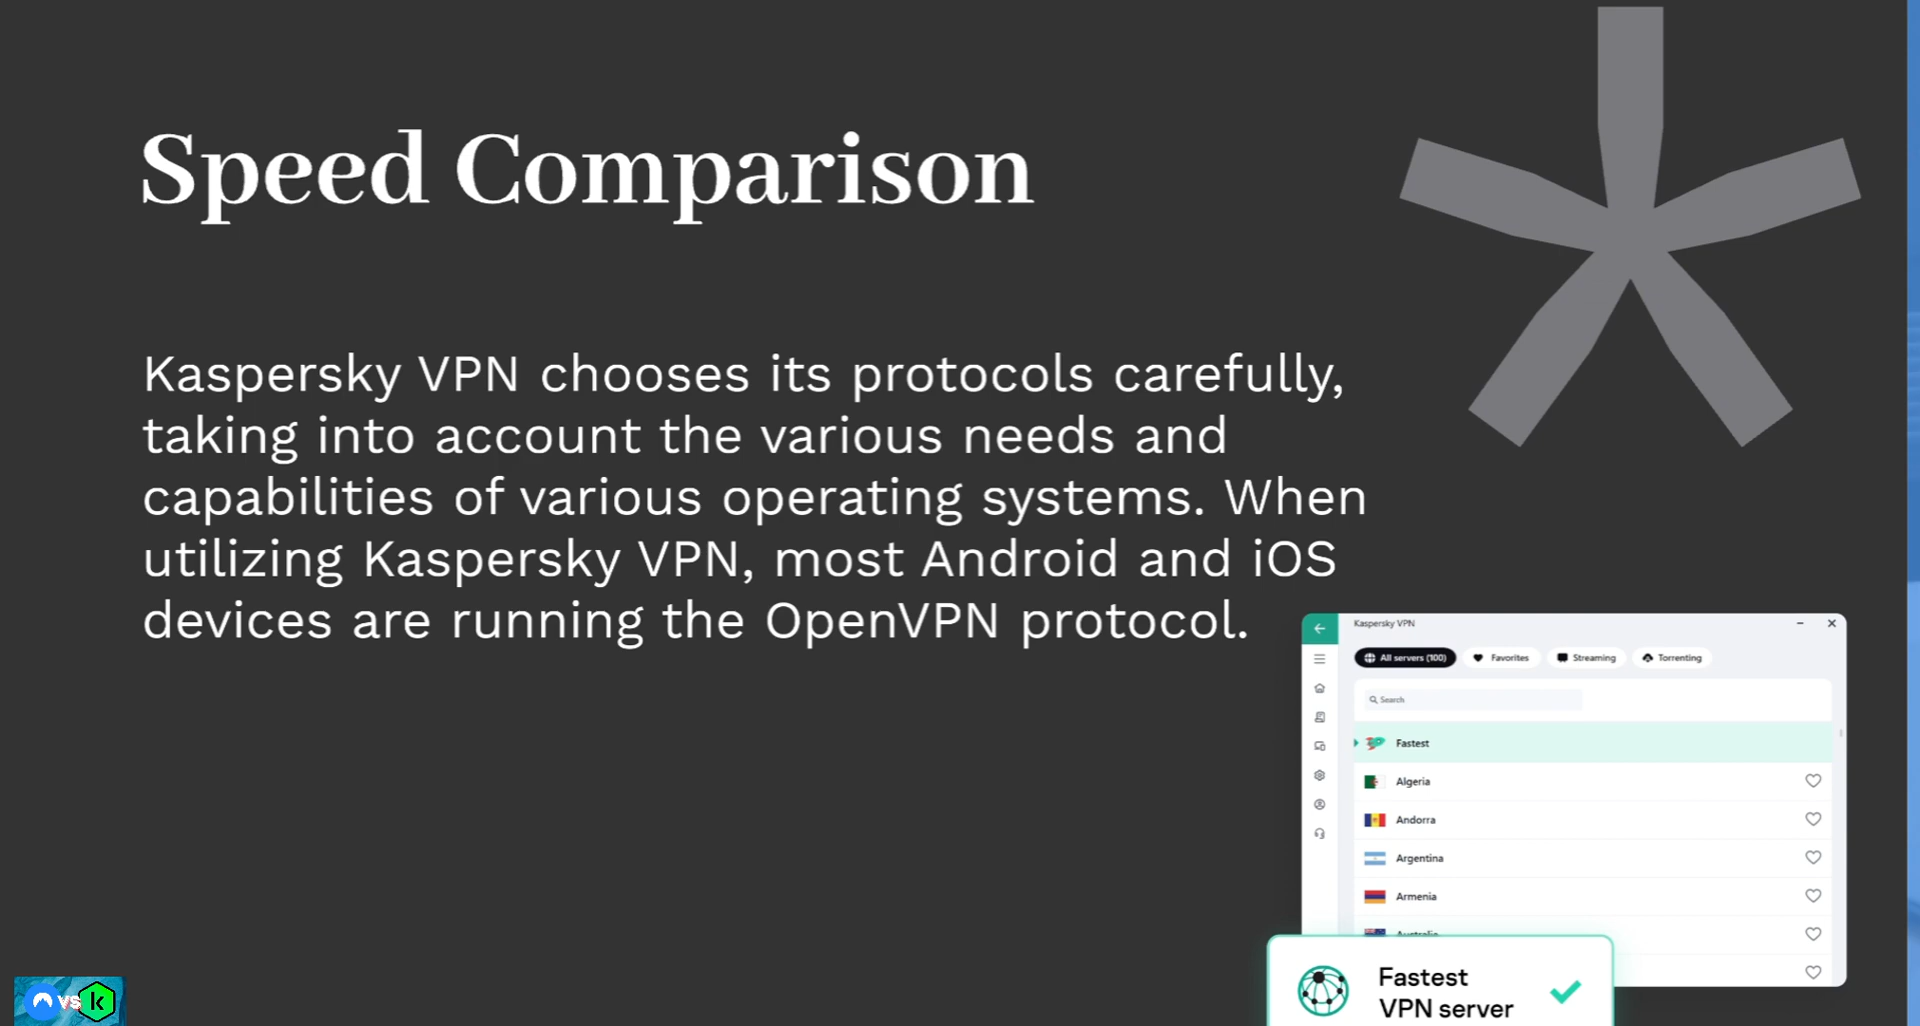 Speed Comparison
Kaspersky VPN chooses its protocols carefully,
taking into account the various needs and
capabilities of various operating systems. When
utilizing Kaspersky VPN, most Android and iOS
devices are running the OpenVPN protocol.
Kaspersky VPN
All servers (100) Favorites Streaming Torrenting
Search
Fastest
Algeria
Andorra
Argentina
Armenia
Australia
Fastest
VPN server
VS k